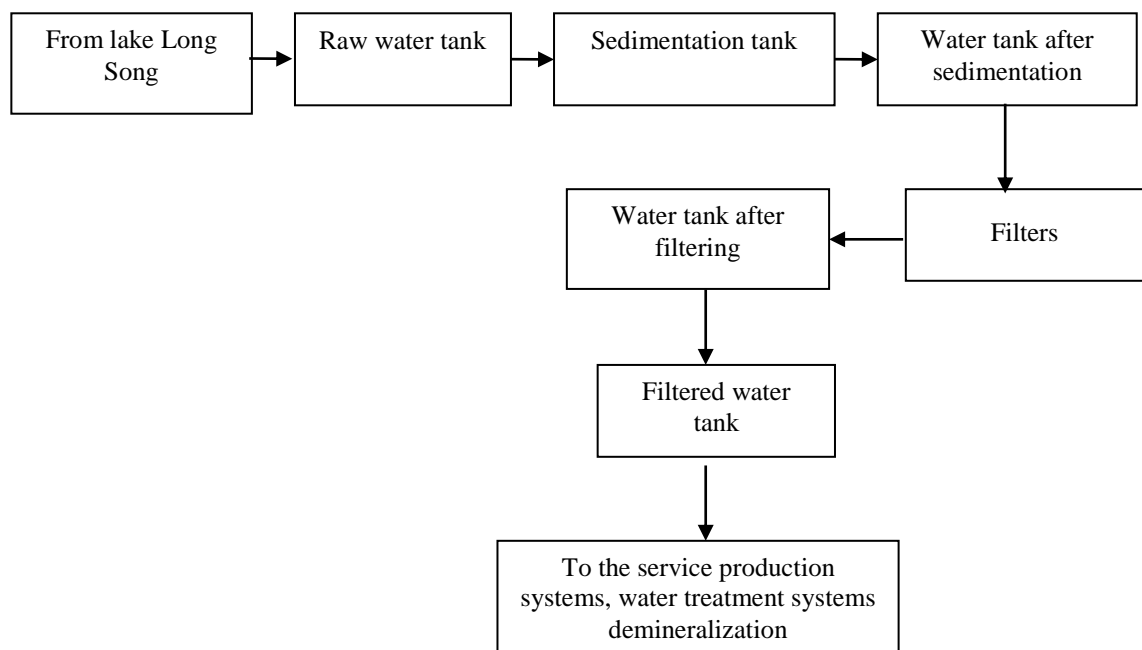 From lake Long
Song
Raw water tank
Sedimentation tank
Water tank after
sedimentation
Filters
Water tank after
filtering
Filtered water
tank
To the service production
systems, water treatment systems
demineralization